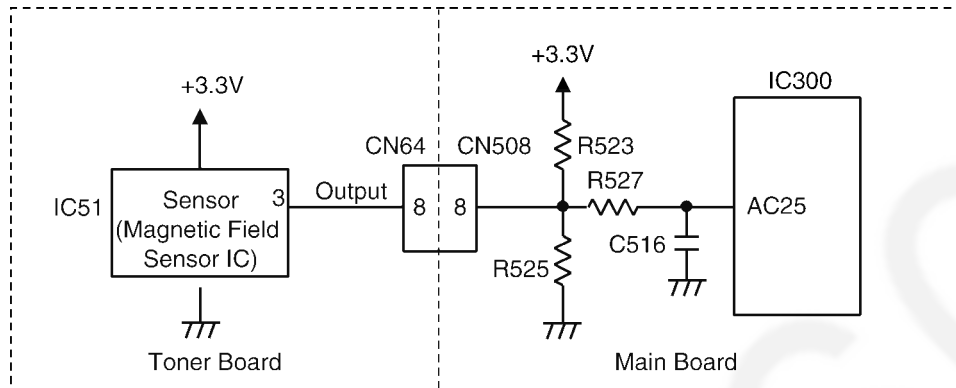 +3.3V
+3.3V
IC300
CN64
CN508
R523
R527
IC51
Sensor
(Magnetic Field
Sensor IC)
3
Output
8
8
AC25
C516
R525
Toner Board
Main Board